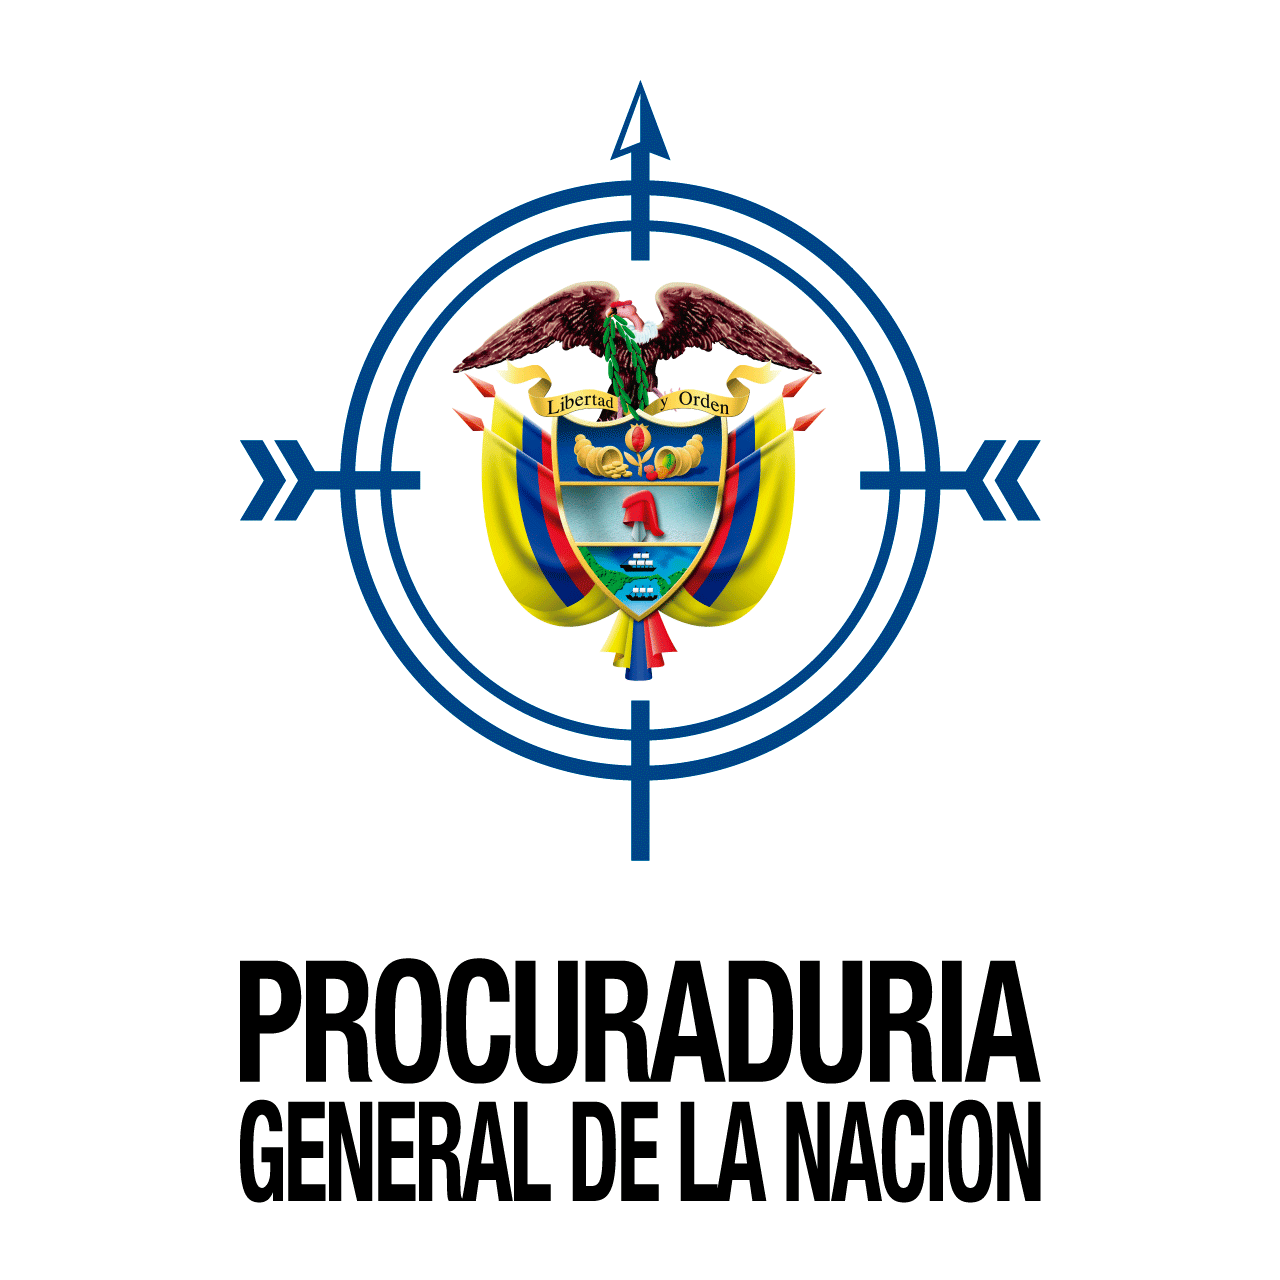 Libertad y Orden
PROCURADURIA
GENERAL DE LA NACION